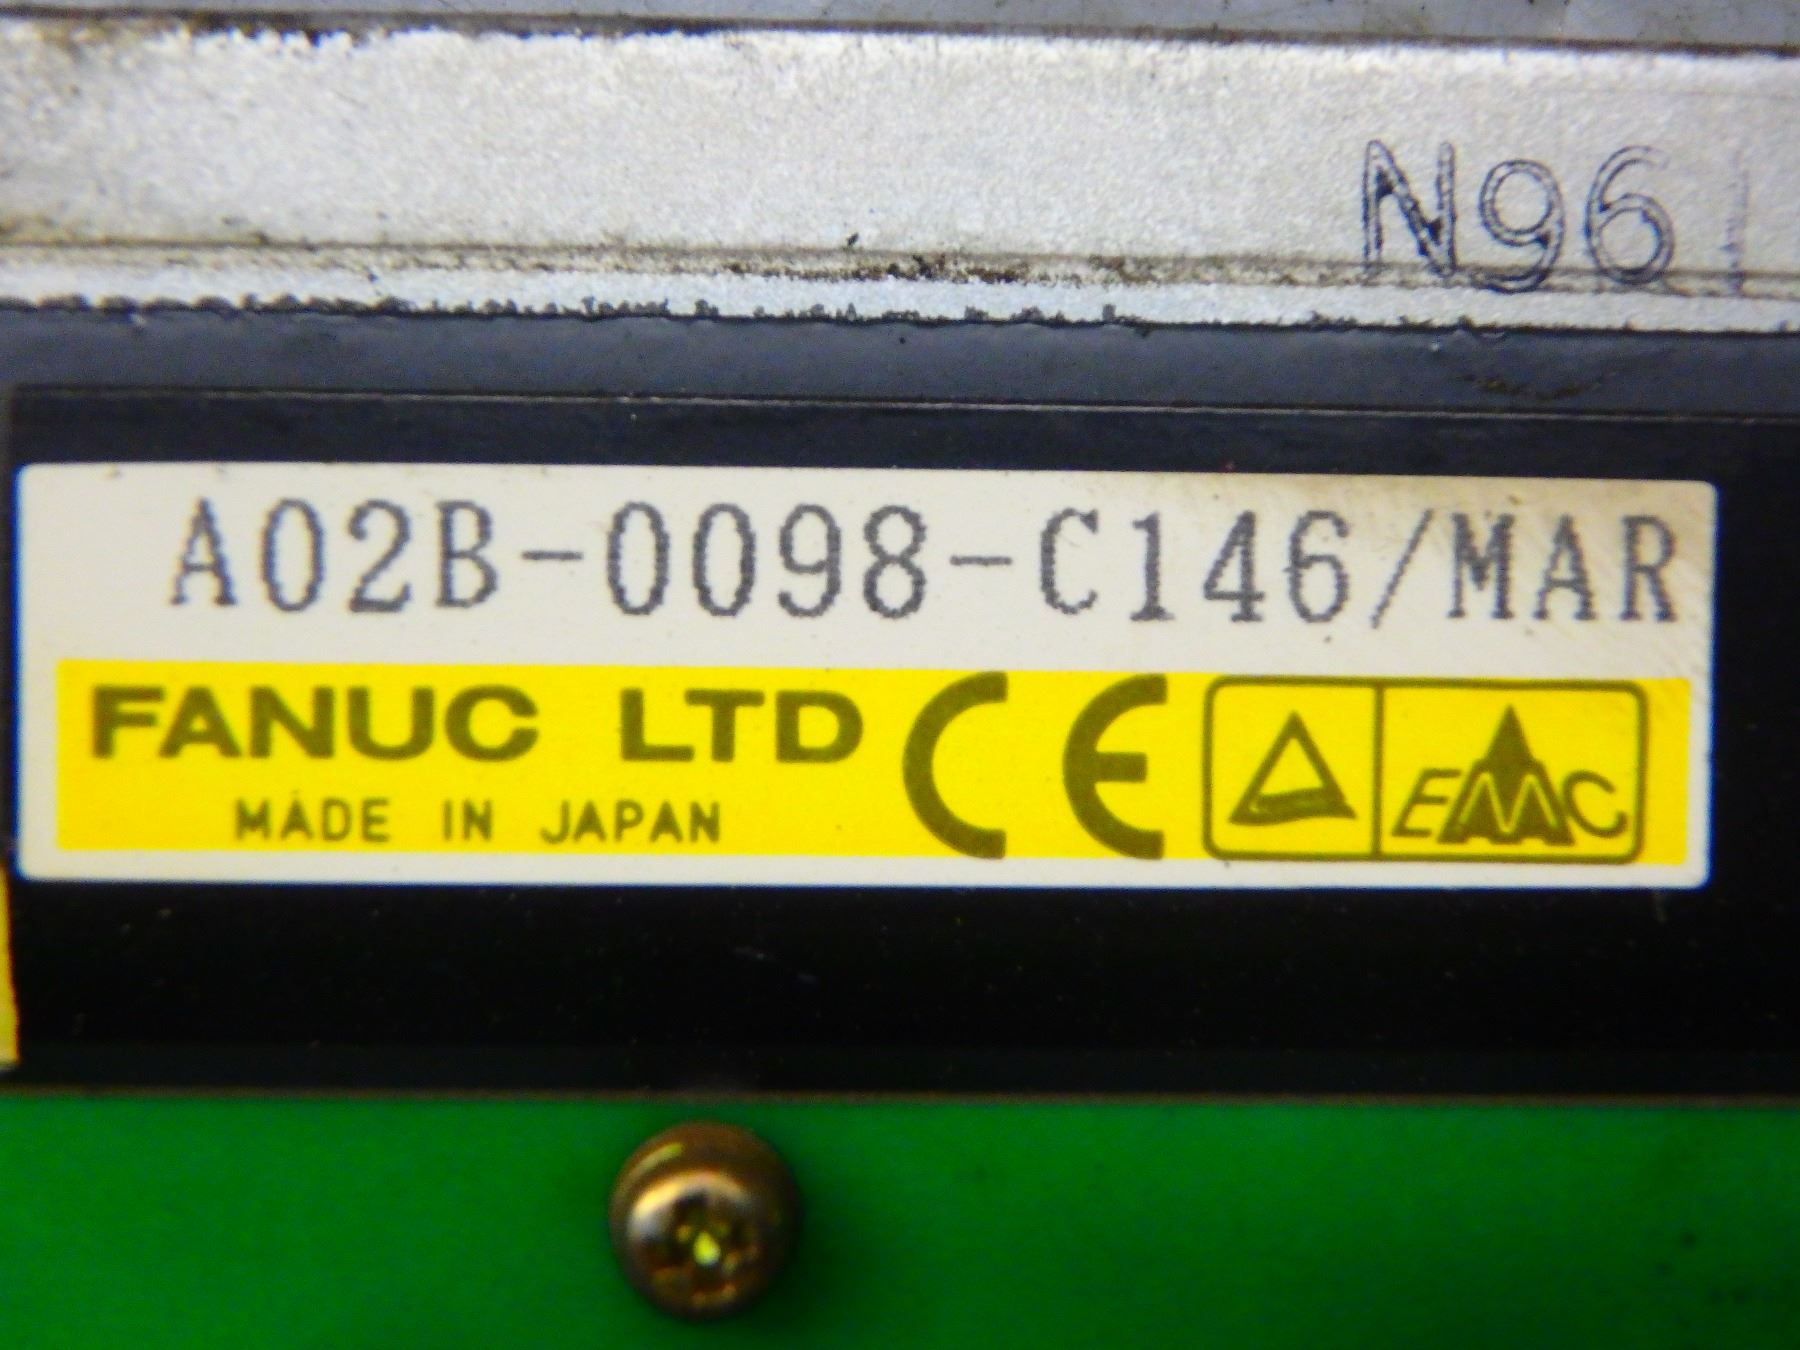 N96
A02B-0098-C146/MAR
FANUC LTD CE EMC
MADE IN JAPAN